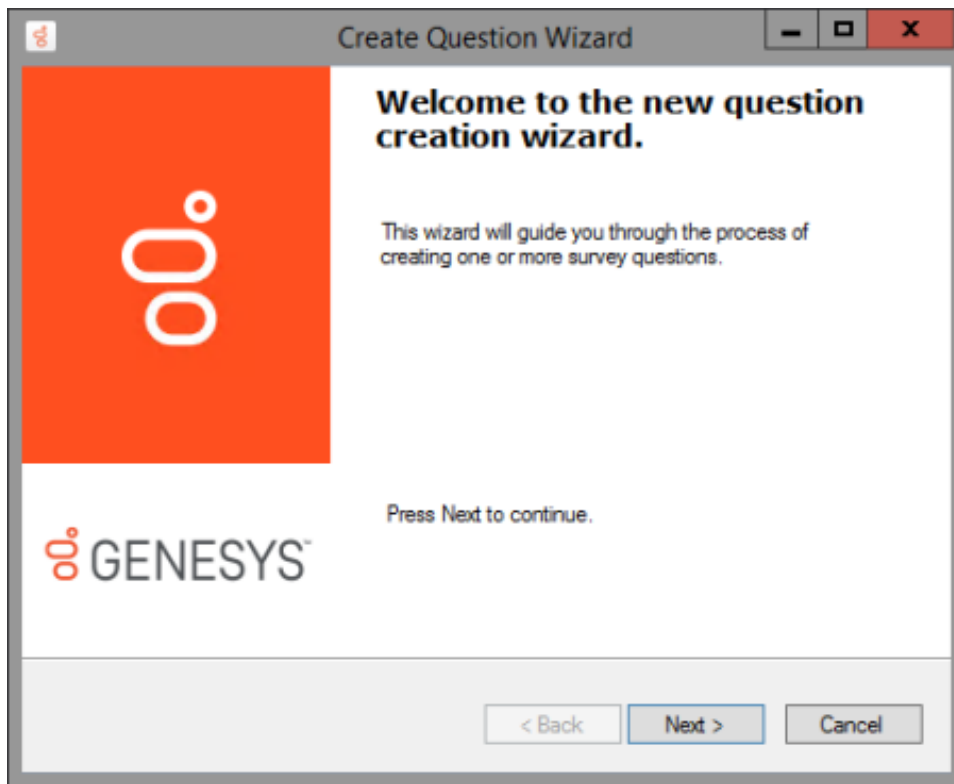 Create Question Wizard
Welcome to the new question
creation wizard.
This wizard will guide you through the process of
creating one or more survey questions.
Press Next to continue.
GENESYS™
< Back
Next >
Cancel